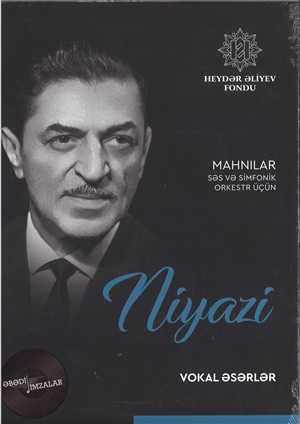 HEYDƏR ƏLİYEV
FONDU
MAHNILAR
SƏS VƏ SİMFONİK
ORKESTR ÜÇÜN
Niyazi
ƏBƏDİ
İMZALAR
VOKAL ƏSƏRLƏR